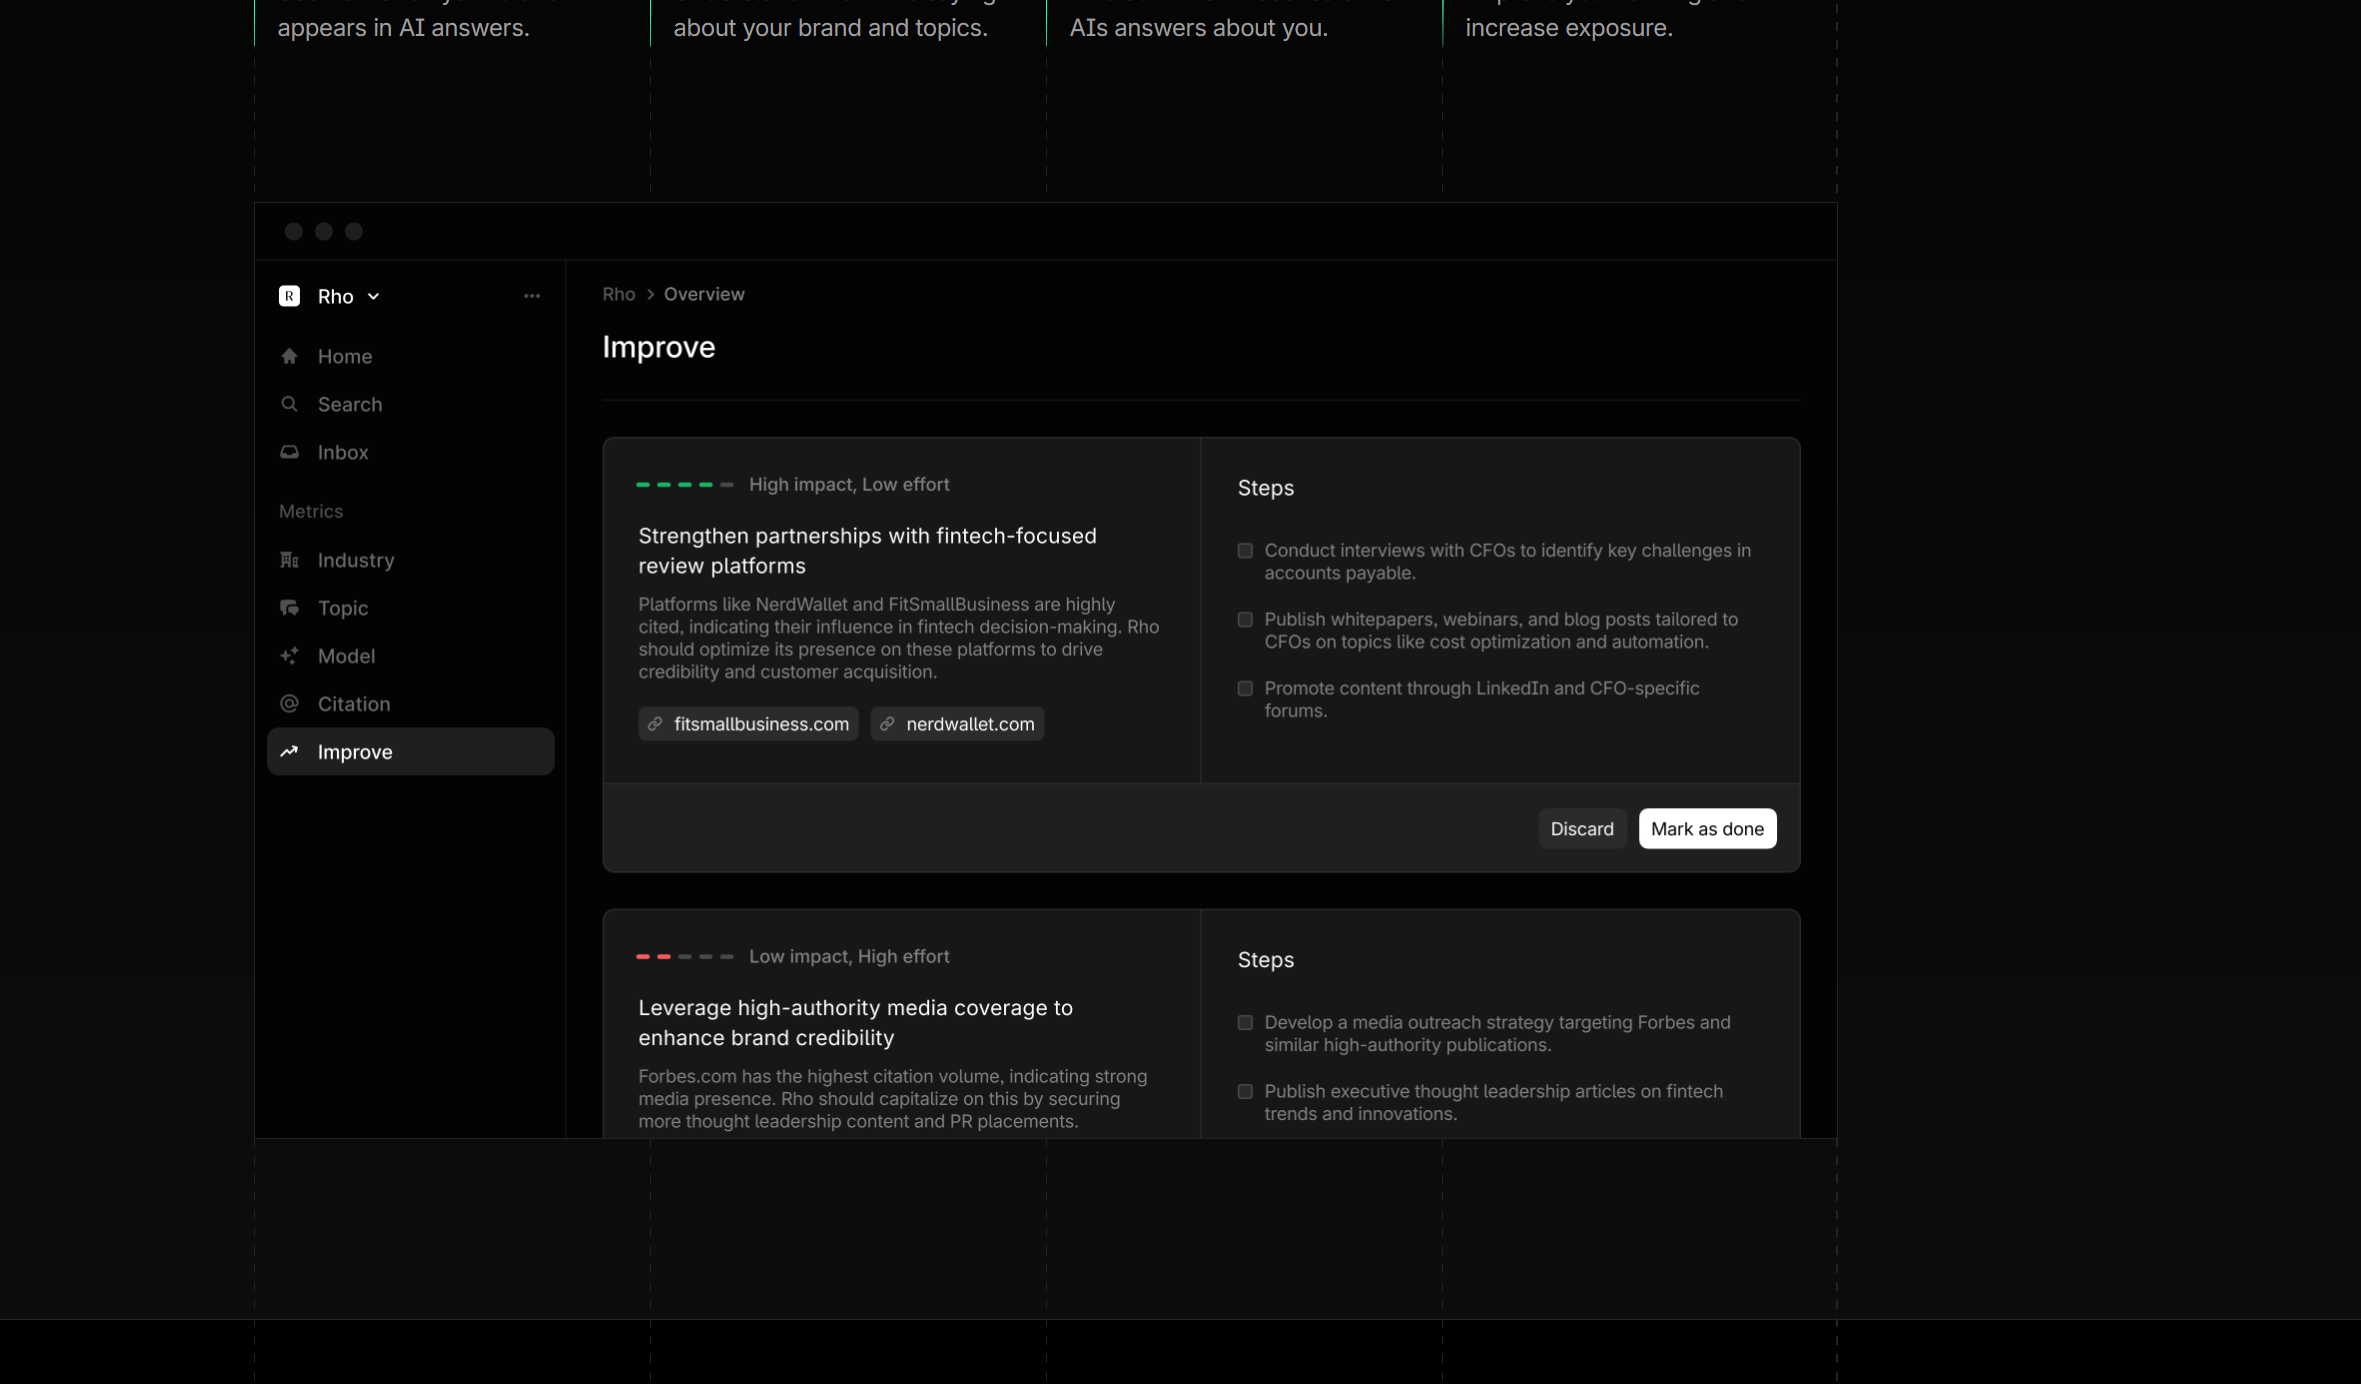 appears in AI answers.
about your brand and topics.
AIs answers about you.
increase exposure.
R
Rho
Home
Search
Inbox
Metrics
Industry
Topic
Model
Citation
Improve
Rho > Overview
Improve
High impact, Low effort
Strengthen partnerships with fintech-focused
review platforms
Platforms like NerdWallet and FitSmallBusiness are highly
cited, indicating their influence in fintech decision-making. Rho
should optimize its presence on these platforms to drive
credibility and customer acquisition.
fitsmallbusiness.com
nerdwallet.com
Steps
Conduct interviews with CFOs to identify key challenges in
accounts payable.
Publish whitepapers, webinars, and blog posts tailored to
CFOs on topics like cost optimization and automation.
Promote content through LinkedIn and CFO-specific
forums.
Discard
Mark as done
Low impact, High effort
Leverage high-authority media coverage to
enhance brand credibility
Forbes.com has the highest citation volume, indicating strong
media presence. Rho should capitalize on this by securing
more thought leadership content and PR placements.
Steps
Develop a media outreach strategy targeting Forbes and
similar high-authority publications.
Publish executive thought leadership articles on fintech
trends and innovations.